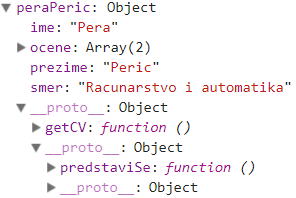 ▼ peraPeric: Object
ime: "Pera"
▶ ocene: Array(2)
prezime: "Peric"
smer: "Racunarstvo i automatika"
▼ __proto__: Object
▶ getCV: function ()
▼ __proto__: Object
▶ predstaviSe: function ()
▶ __proto__: Object